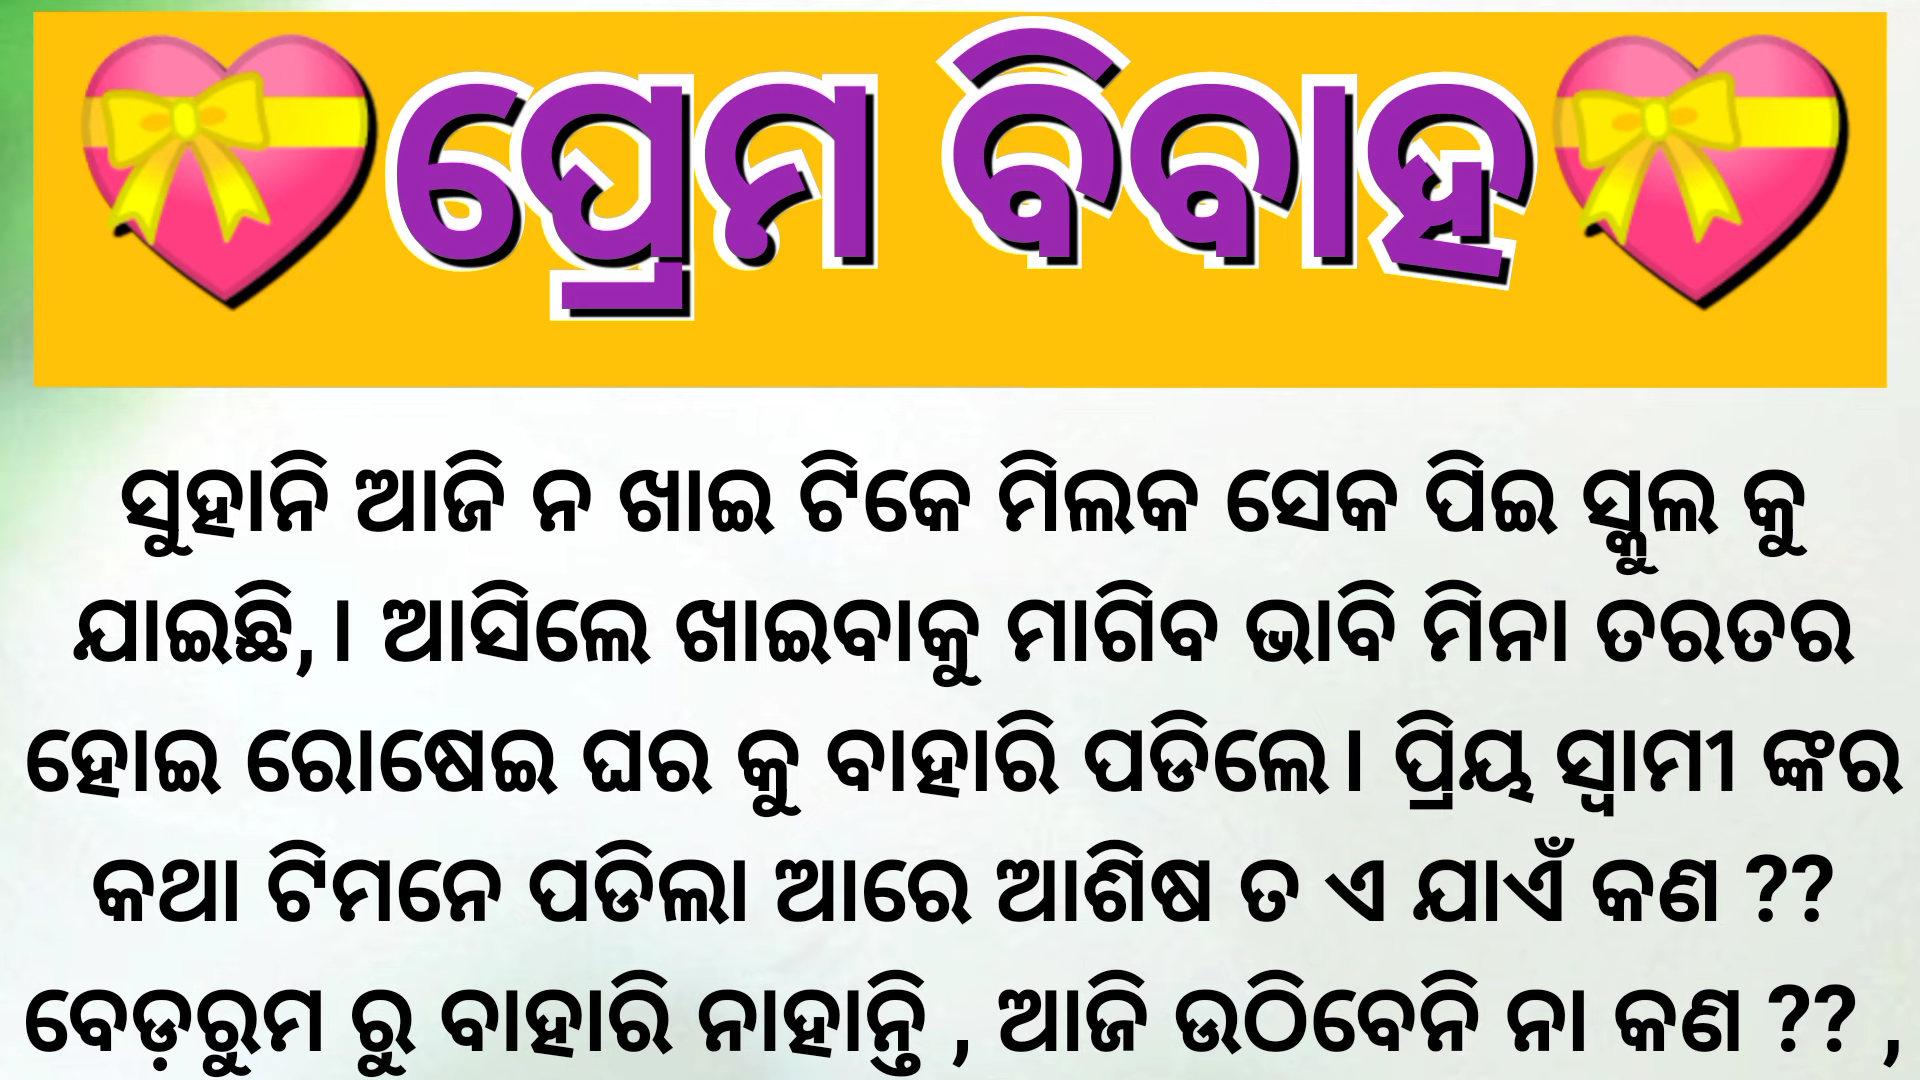 ପ୍ରେମ ବିବାହ
ସୁହାନି ଆଜି ନ ଖାଇ ଟିକେ ମିଲକ ସେକ ପିଇ ସ୍କୁଲ କୁ
ଯାଇଛି,। ଆସିଲେ ଖାଇବାକୁ ମାଗିବ ଭାବି ମିନା ତରତର
ହୋଇ ରୋଷେଇ ଘର କୁ ବାହାରି ପଡିଲେ। ପ୍ରିୟ ସ୍ୱାମୀ ଙ୍କର
କଥା ଟିମନେ ପଡିଲା ଆରେ ଆଶିଷ ତ ଏ ଯାଏଁ କଣ ??
ବେଡ଼ରୁମ ରୁ ବାହାରି ନାହାନ୍ତି , ଆଜି ଉଠିବେନି ନା କଣ ?? ,